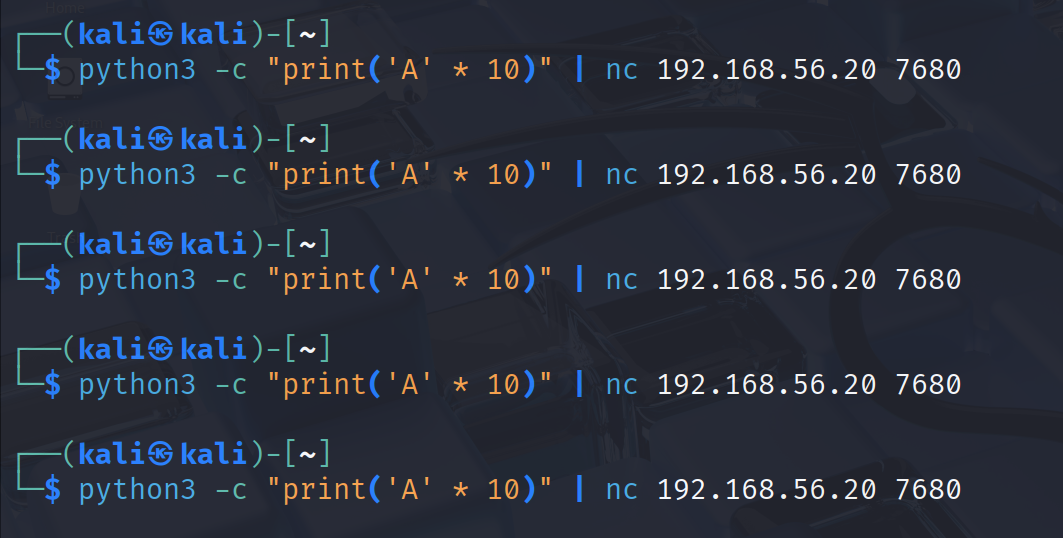 ┌──(kali㉿kali)-[~]
└─$ python3 -c "print('A' * 10)" | nc 192.168.56.20 7680
┌──(kali㉿kali)-[~]
└─$ python3 -c "print('A' * 10)" | nc 192.168.56.20 7680
┌──(kali㉿kali)-[~]
└─$ python3 -c "print('A' * 10)" | nc 192.168.56.20 7680
┌──(kali㉿kali)-[~]
└─$ python3 -c "print('A' * 10)" | nc 192.168.56.20 7680
┌──(kali㉿kali)-[~]
└─$ python3 -c "print('A' * 10)" | nc 192.168.56.20 7680